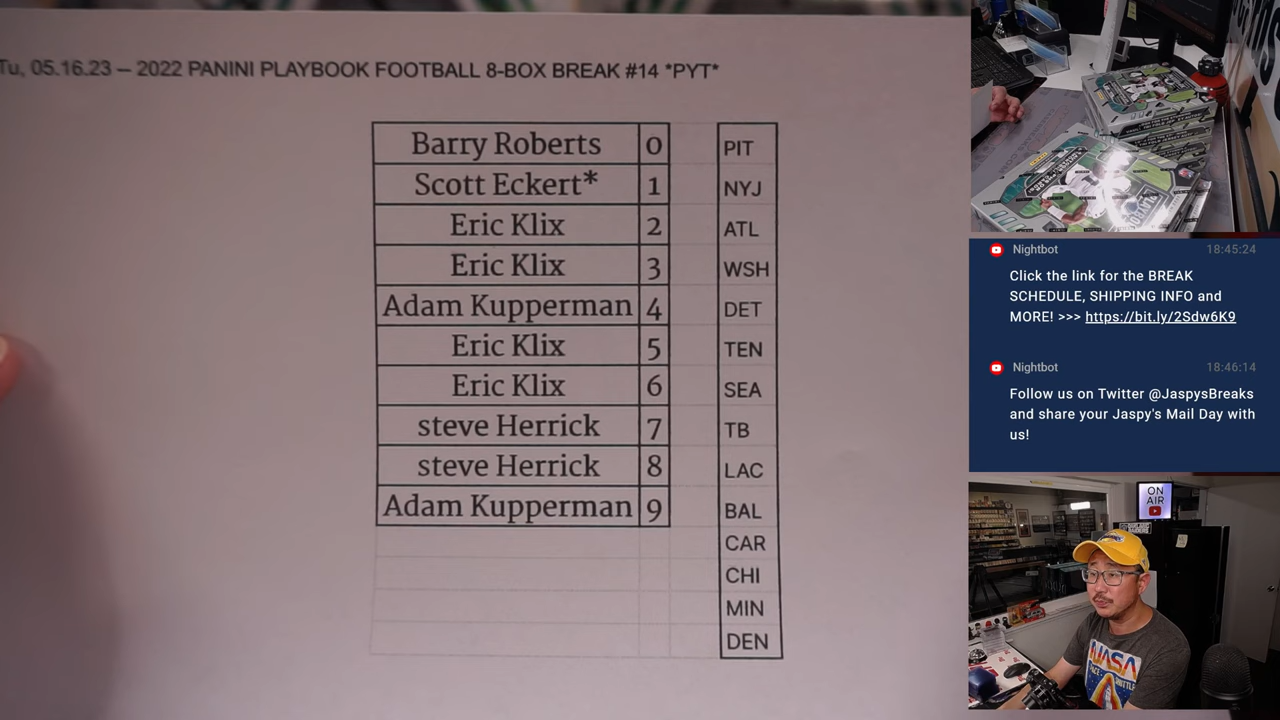 Tu, 05.16.23 – 2022 PANINI PLAYBOOK FOOTBALL 8-BOX BREAK #14 *PYT*
Barry Roberts 0 PIT
Scott Eckert* 1 NYJ
Eric Klix 2 ATL
Eric Klix 3 WSH
Adam Kupperman 4 DET
Eric Klix 5 TEN
Eric Klix 6 SEA
steve Herrick 7 TB
steve Herrick 8 LAC
Adam Kupperman 9 BAL
CAR
CHI
MIN
DEN
Nightbot 18:45:24
Click the link for the BREAK
SCHEDULE, SHIPPING INFO and
MORE! >>> https://bit.ly/2Sdw6K9
Nightbot 18:46:14
Follow us on Twitter @JaspysBreaks
and share your Jaspy's Mail Day with
us!
ON
AIR
NASA